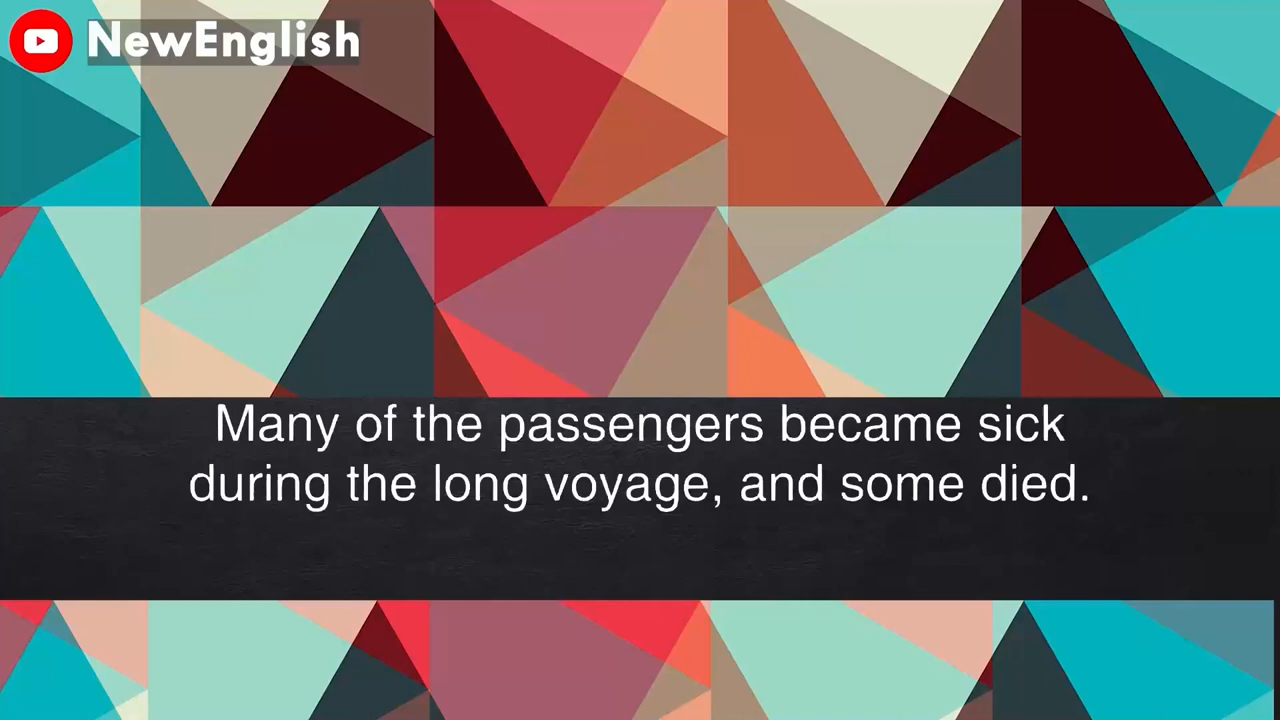 NewEnglish
Many of the passengers became sick
during the long voyage, and some died.